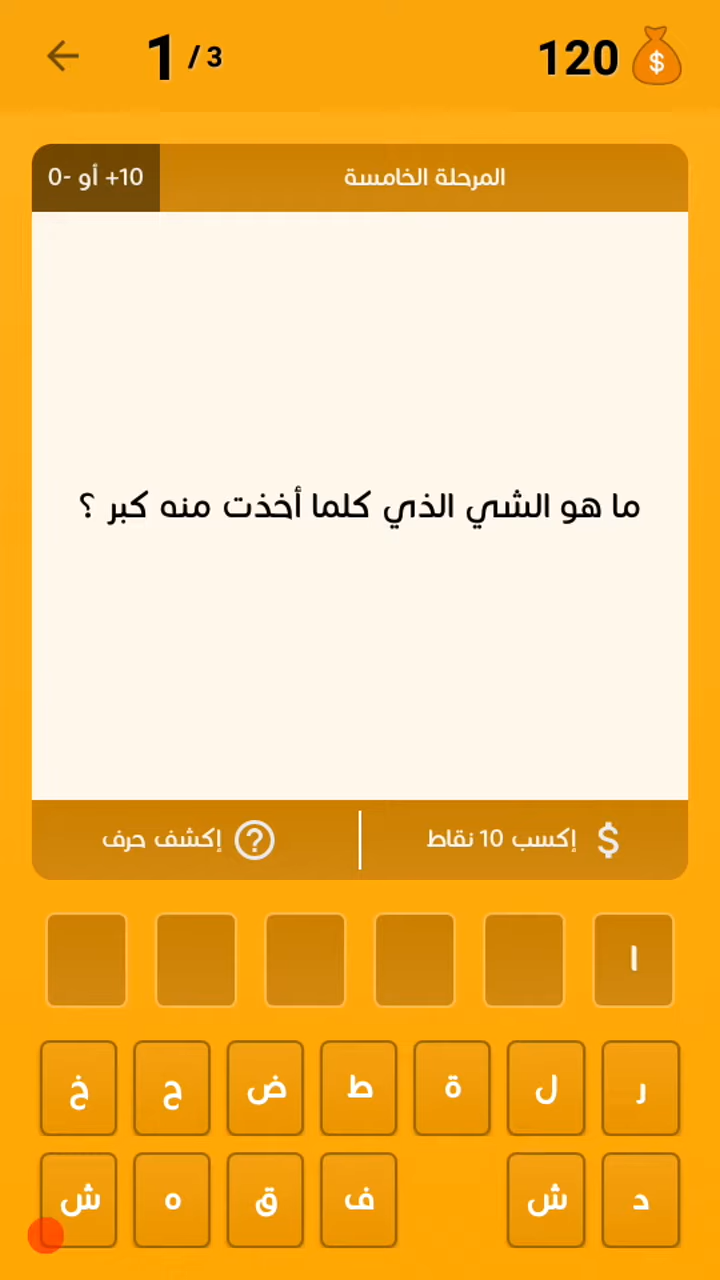 1 / 3
120
$
10+ أو -0
المرحلة الخامسة
ما هو الشي الذي كلما أخذت منه كبر ؟
$ إكسب 10 نقاط
? إكشف حرف
ا
ر ل ة ط ض ح خ
د ش ف ق ه ش